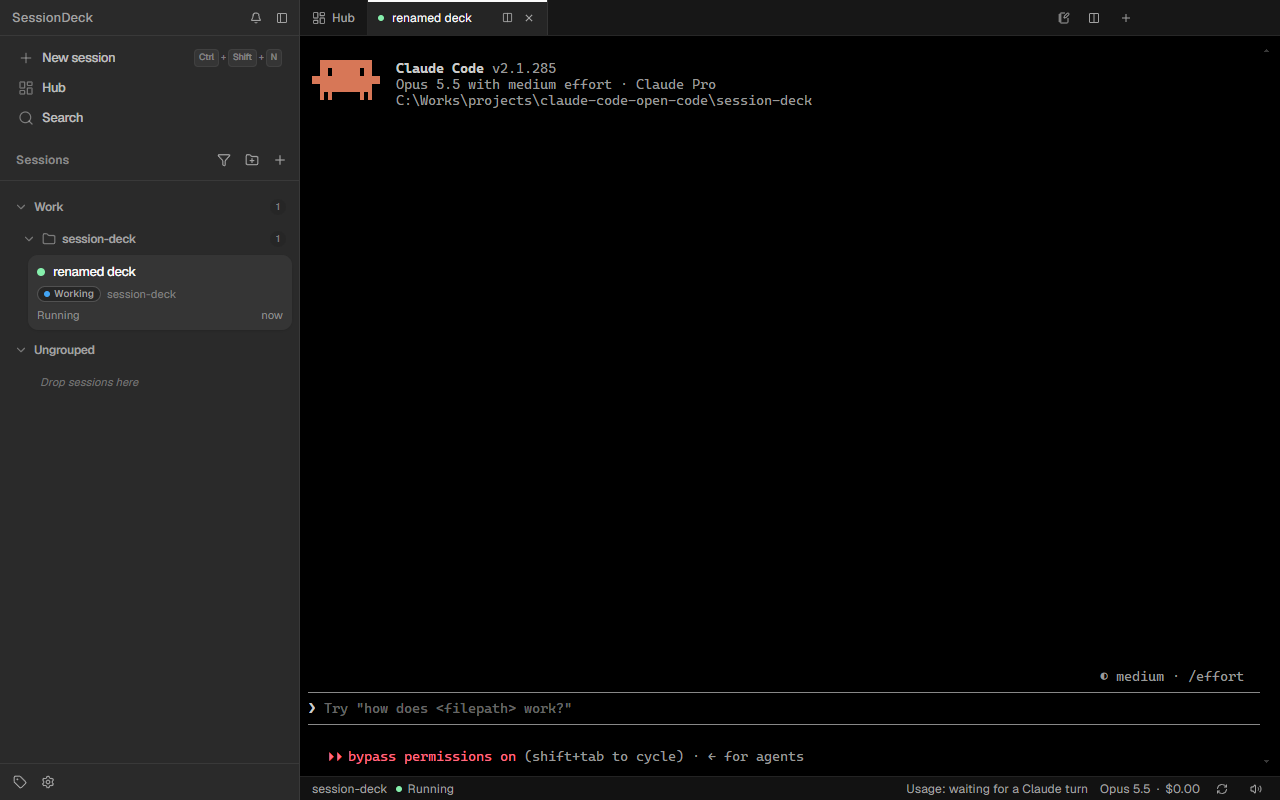 SessionDeck
Hub
renamed deck
New session
Ctrl + Shift + N
Hub
Search
Sessions
Work
1
session-deck
1
renamed deck
Working session-deck
Running now
Ungrouped
Drop sessions here
Claude Code v2.1.285
Opus 5.5 with medium effort · Claude Pro
C:\Works\projects\claude-code-open-code\session-deck
medium · /effort
❯ Try "how does <filepath> work?"
bypass permissions on (shift+tab to cycle) · ← for agents
session-deck Running
Usage: waiting for a Claude turn Opus 5.5 · $0.00